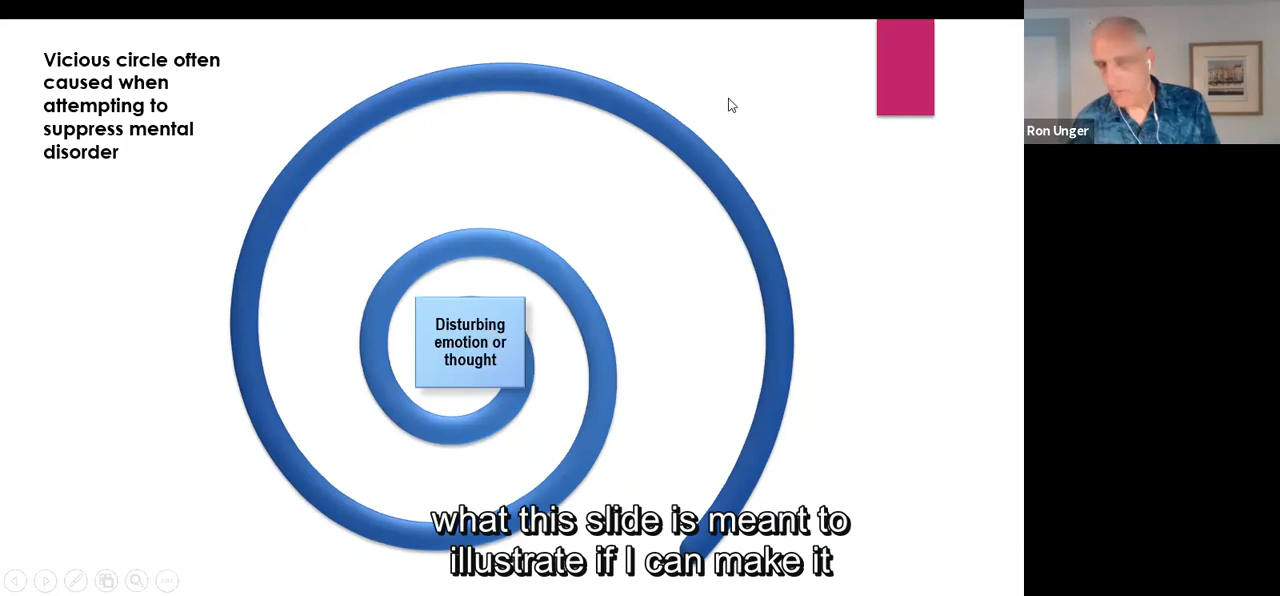 Vicious circle often
caused when
attempting to
suppress mental
disorder
Disturbing
emotion or
thought
what this slide is meant to
illustrate if I can make it
Ron Unger